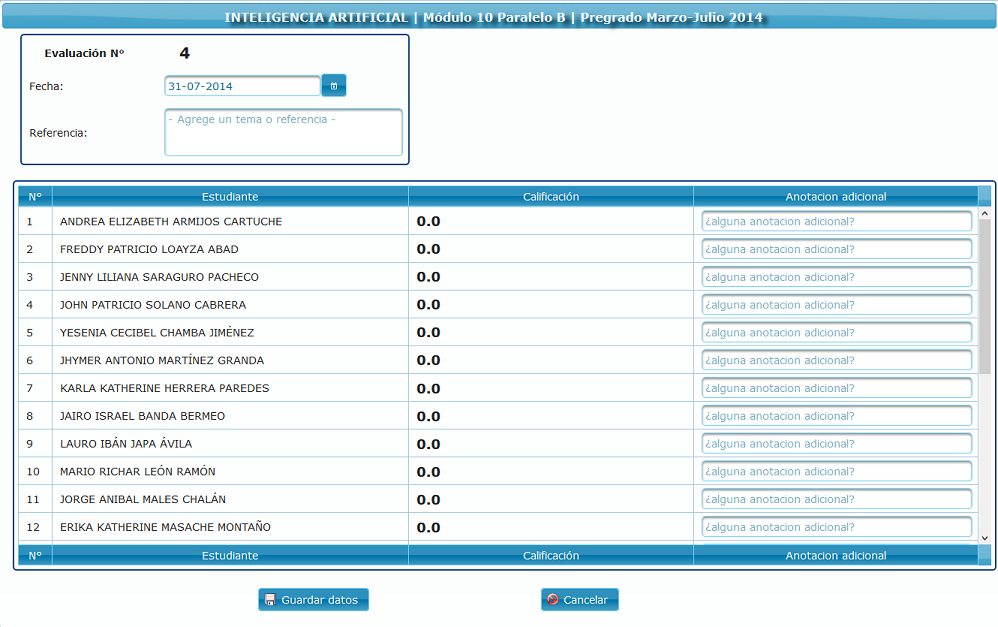 INTELIGENCIA ARTIFICIAL | Módulo 10 Paralelo B | Pregrado Marzo-Julio 2014
Evaluación Nº 4
Fecha: 31-07-2014
- Agrege un tema o referencia -
Referencia:
Nº Estudiante Calificación Anotacion adicional
1 ANDREA ELIZABETH ARMIJOS CARTUCHE 0.0 ¿alguna anotacion adicional?
2 FREDDY PATRICIO LOAYZA ABAD 0.0 ¿alguna anotacion adicional?
3 JENNY LILIANA SARAGURO PACHECO 0.0 ¿alguna anotacion adicional?
4 JOHN PATRICIO SOLANO CABRERA 0.0 ¿alguna anotacion adicional?
5 YESENIA CECIBEL CHAMBA JIMÉNEZ 0.0 ¿alguna anotacion adicional?
6 JHYMER ANTONIO MARTÍNEZ GRANDA 0.0 ¿alguna anotacion adicional?
7 KARLA KATHERINE HERRERA PAREDES 0.0 ¿alguna anotacion adicional?
8 JAIRO ISRAEL BANDA BERMEO 0.0 ¿alguna anotacion adicional?
9 LAURO IBÁN JAPA ÁVILA 0.0 ¿alguna anotacion adicional?
10 MARIO RICHAR LEÓN RAMÓN 0.0 ¿alguna anotacion adicional?
11 JORGE ANIBAL MALES CHALÁN 0.0 ¿alguna anotacion adicional?
12 ERIKA KATHERINE MASACHE MONTAÑO 0.0 ¿alguna anotacion adicional?
Nº Estudiante Calificación Anotacion adicional
Guardar datos Cancelar